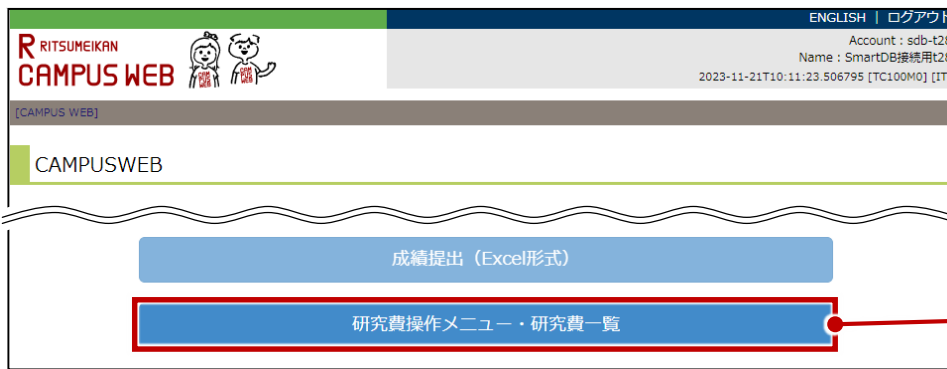 ENGLISH | ログアウト
R RITSUMEIKAN
CAMPUS WEB
Account : sdb-t28
Name : SmartDB接続用t28
2023-11-21T10:11:23.506795 [TC100M0] [IT
[CAMPUS WEB]
CAMPUSWEB
成績提出（Excel形式）
研究費操作メニュー・研究費一覧